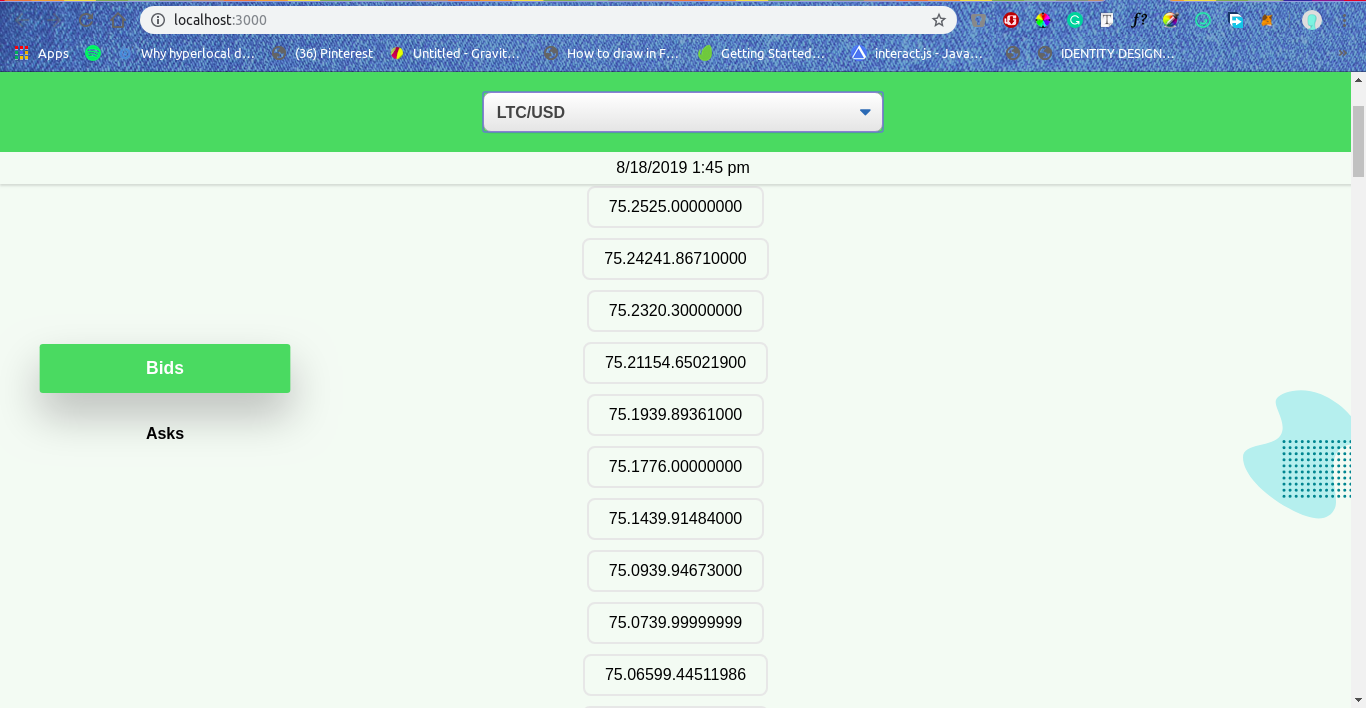 localhost:3000
Apps
Why hyperlocal d...
(36) Pinterest
Untitled - Gravit...
How to draw in F...
Getting Started...
interact.js - Java...
IDENTITY DESIGN...
LTC/USD
8/18/2019 1:45 pm
75.2525.00000000
75.24241.86710000
75.2320.30000000
75.21154.65021900
75.1939.89361000
75.1776.00000000
75.1439.91484000
75.0939.94673000
75.0739.99999999
75.06599.44511986
Bids
Asks